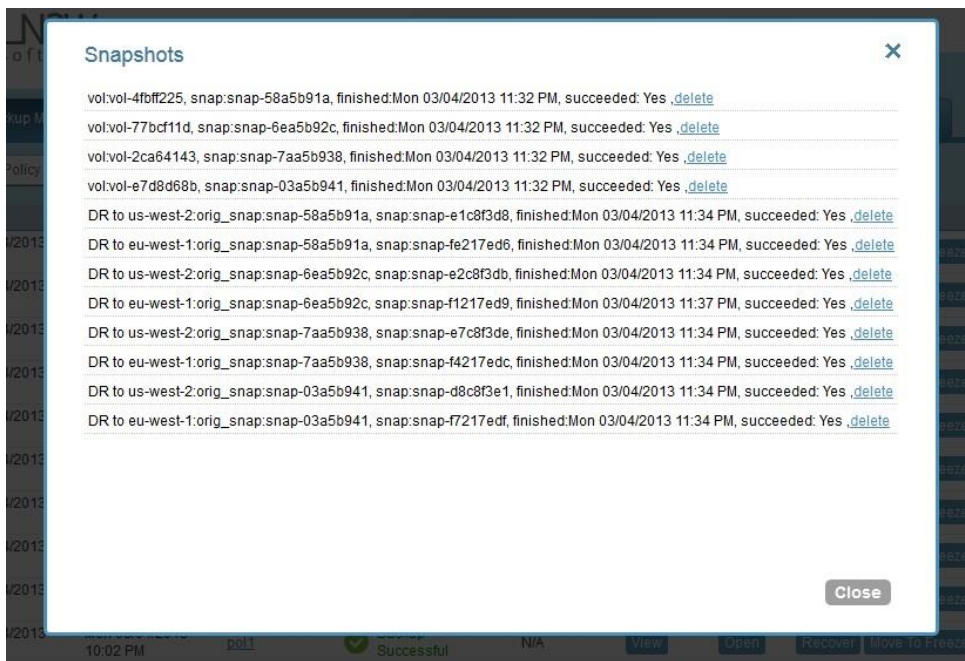 Snapshots
vol:vol-4fbff225, snap:snap-58a5b91a, finished:Mon 03/04/2013 11:32 PM, succeeded: Yes ,delete
vol:vol-77bcf11d, snap:snap-6ea5b92c, finished:Mon 03/04/2013 11:32 PM, succeeded: Yes ,delete
vol:vol-2ca64143, snap:snap-7aa5b938, finished:Mon 03/04/2013 11:32 PM, succeeded: Yes ,delete
vol:vol-e7d8d68b, snap:snap-03a5b941, finished:Mon 03/04/2013 11:32 PM, succeeded: Yes ,delete
DR to us-west-2:orig_snap:snap-58a5b91a, snap:snap-e1c8f3d8, finished:Mon 03/04/2013 11:34 PM, succeeded: Yes ,delete
DR to eu-west-1:orig_snap:snap-58a5b91a, snap:snap-fe217ed6, finished:Mon 03/04/2013 11:34 PM, succeeded: Yes ,delete
DR to us-west-2:orig_snap:snap-6ea5b92c, snap:snap-e2c8f3db, finished:Mon 03/04/2013 11:34 PM, succeeded: Yes ,delete
DR to eu-west-1:orig_snap:snap-6ea5b92c, snap:snap-f1217ed9, finished:Mon 03/04/2013 11:37 PM, succeeded: Yes ,delete
DR to us-west-2:orig_snap:snap-7aa5b938, snap:snap-e7c8f3de, finished:Mon 03/04/2013 11:34 PM, succeeded: Yes ,delete
DR to eu-west-1:orig_snap:snap-7aa5b938, snap:snap-f4217edc, finished:Mon 03/04/2013 11:34 PM, succeeded: Yes ,delete
DR to us-west-2:orig_snap:snap-03a5b941, snap:snap-d8c8f3e1, finished:Mon 03/04/2013 11:34 PM, succeeded: Yes ,delete
DR to eu-west-1:orig_snap:snap-03a5b941, snap:snap-f7217edf, finished:Mon 03/04/2013 11:34 PM, succeeded: Yes ,delete
Close
10:02 PM pol1 Successful N/A View Open Recover Move To Freeze